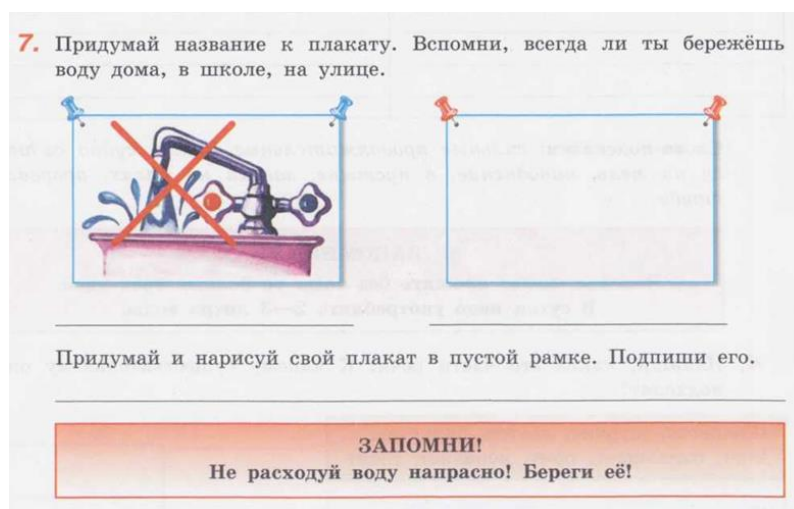 7. Придумай название к плакату. Вспомни, всегда ли ты бережёшь
воду дома, в школе, на улице.
Придумай и нарисуй свой плакат в пустой рамке. Подпиши его.
ЗАПОМНИ!
Не расходуй воду напрасно! Береги её!